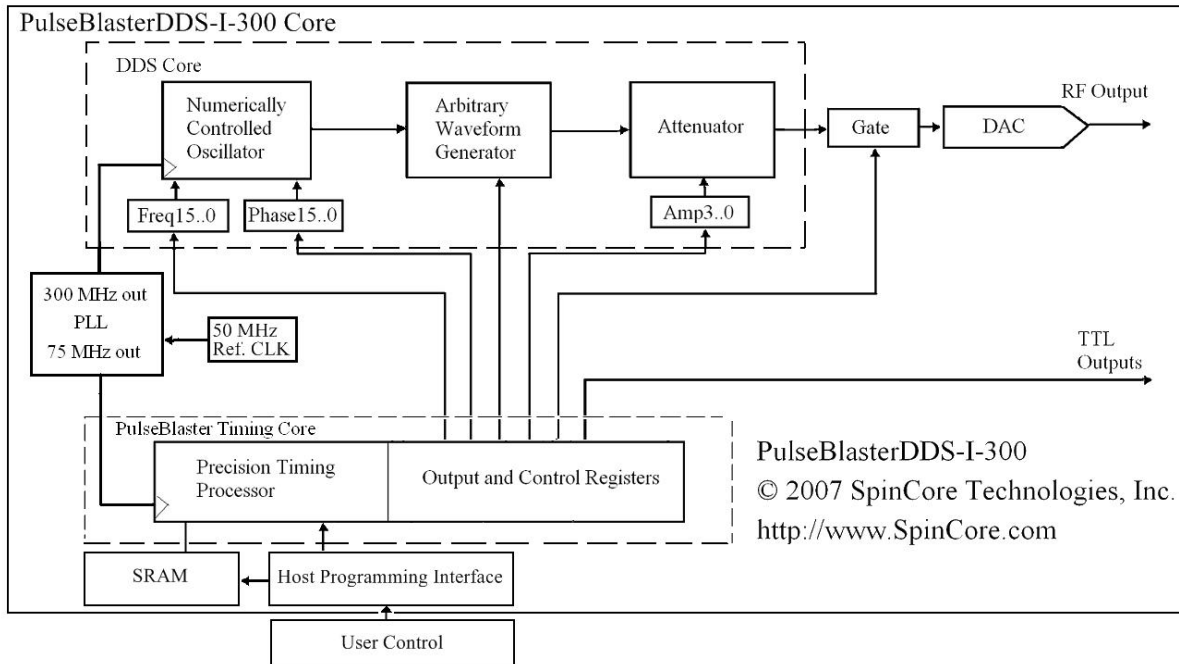 PulseBlasterDDS-I-300 Core
DDS Core
Numerically
Controlled
Oscillator
Arbitrary
Waveform
Generator
Attenuator
Gate
DAC
RF Output
Freq15..0
Phase15..0
Amp3..0
300 MHz out
PLL
75 MHz out
50 MHz
Ref. CLK
TTL
Outputs
PulseBlaster Timing Core
Precision Timing
Processor
Output and Control Registers
PulseBlasterDDS-I-300
© 2007 SpinCore Technologies, Inc.
http://www.SpinCore.com
SRAM
Host Programming Interface
User Control